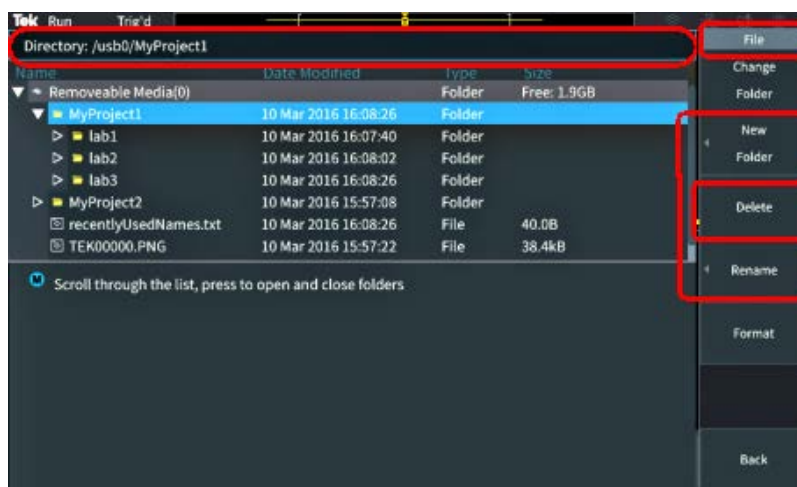 Tek Run Trig'd
Directory: /usb0/MyProject1
Name Date Modified Type Size
Removeable Media(0) Folder Free: 1.9GB
MyProject1 10 Mar 2016 16:08:26 Folder
lab1 10 Mar 2016 16:07:40 Folder
lab2 10 Mar 2016 16:08:02 Folder
lab3 10 Mar 2016 16:08:26 Folder
MyProject2 10 Mar 2016 15:57:08 Folder
recentlyUsedNames.txt 10 Mar 2016 16:08:26 File 40.0B
TEK00000.PNG 10 Mar 2016 15:57:22 File 38.4kB
M Scroll through the list, press to open and close folders
File
Change
Folder
New
Folder
Delete
Rename
Format
Back